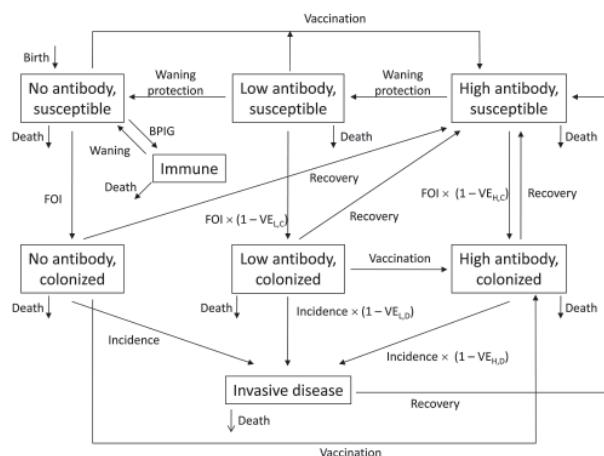 Vaccination
Birth
No antibody,
susceptible
Waning
protection
Low antibody,
susceptible
Waning
protection
High antibody,
susceptible
Death
BPIG
Waning
Immune
Death
Death
Death
FOI
Recovery
FOI × (1 – VE_L,C)
Recovery
FOI × (1 – VE_H,C)
Recovery
No antibody,
colonized
Low antibody,
colonized
Vaccination
High antibody,
colonized
Death
Death
Death
Incidence
Incidence × (1 – VE_L,D)
Incidence × (1 – VE_H,D)
Invasive disease
Recovery
Death
Vaccination